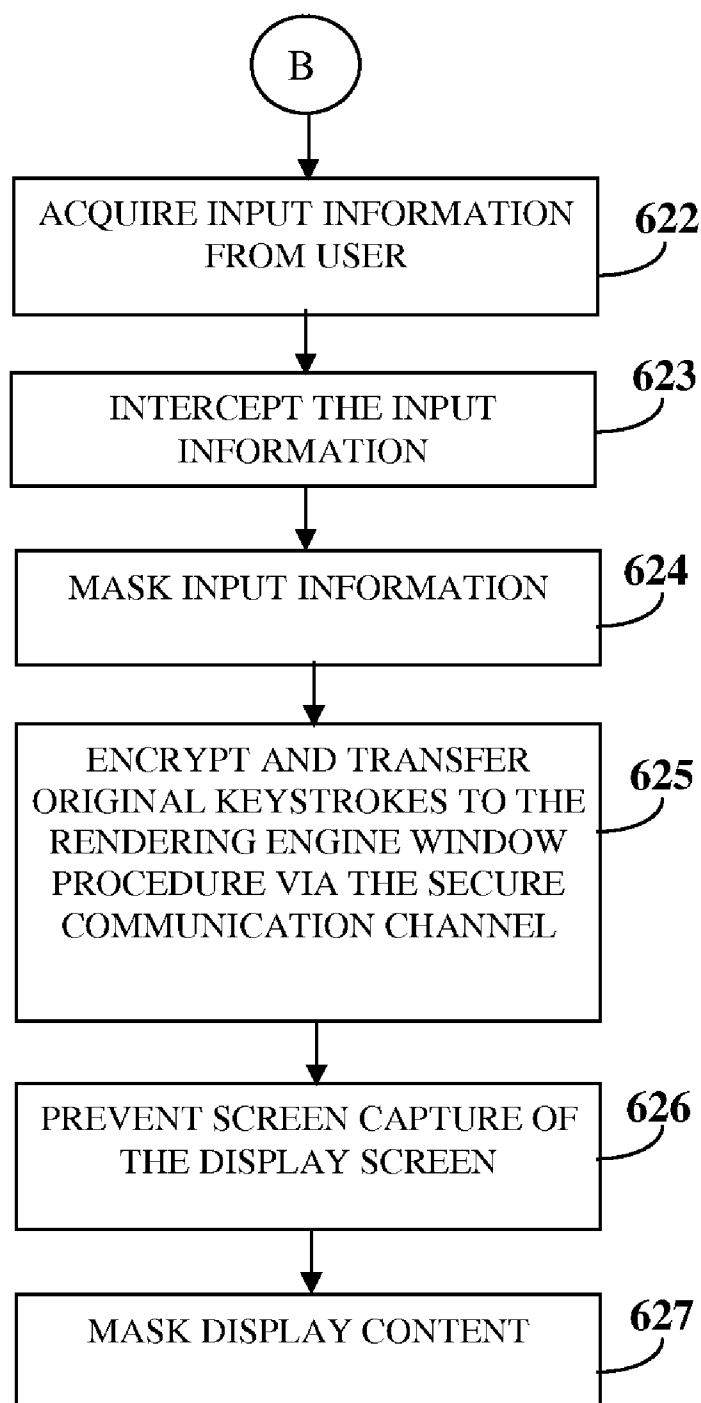 B
ACQUIRE INPUT INFORMATION
FROM USER
622
INTERCEPT THE INPUT
INFORMATION
623
MASK INPUT INFORMATION
624
ENCRYPT AND TRANSFER
ORIGINAL KEYSTROKES TO THE
RENDERING ENGINE WINDOW
PROCEDURE VIA THE SECURE
COMMUNICATION CHANNEL
625
PREVENT SCREEN CAPTURE OF
THE DISPLAY SCREEN
626
MASK DISPLAY CONTENT
627